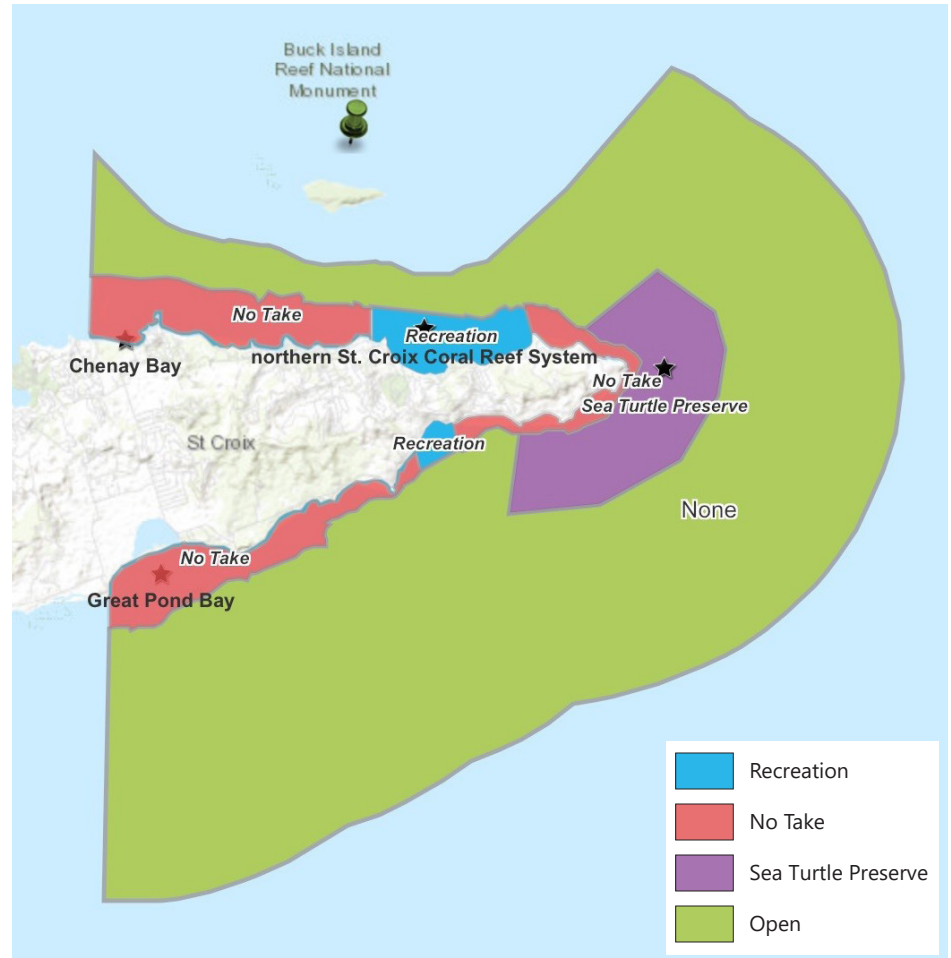 Buck Island
Reef National
Monument
No Take
Recreation
northern St. Croix Coral Reef System
Chenay Bay
No Take
Sea Turtle Preserve
St Croix
Recreation
None
No Take
Great Pond Bay
Recreation
No Take
Sea Turtle Preserve
Open